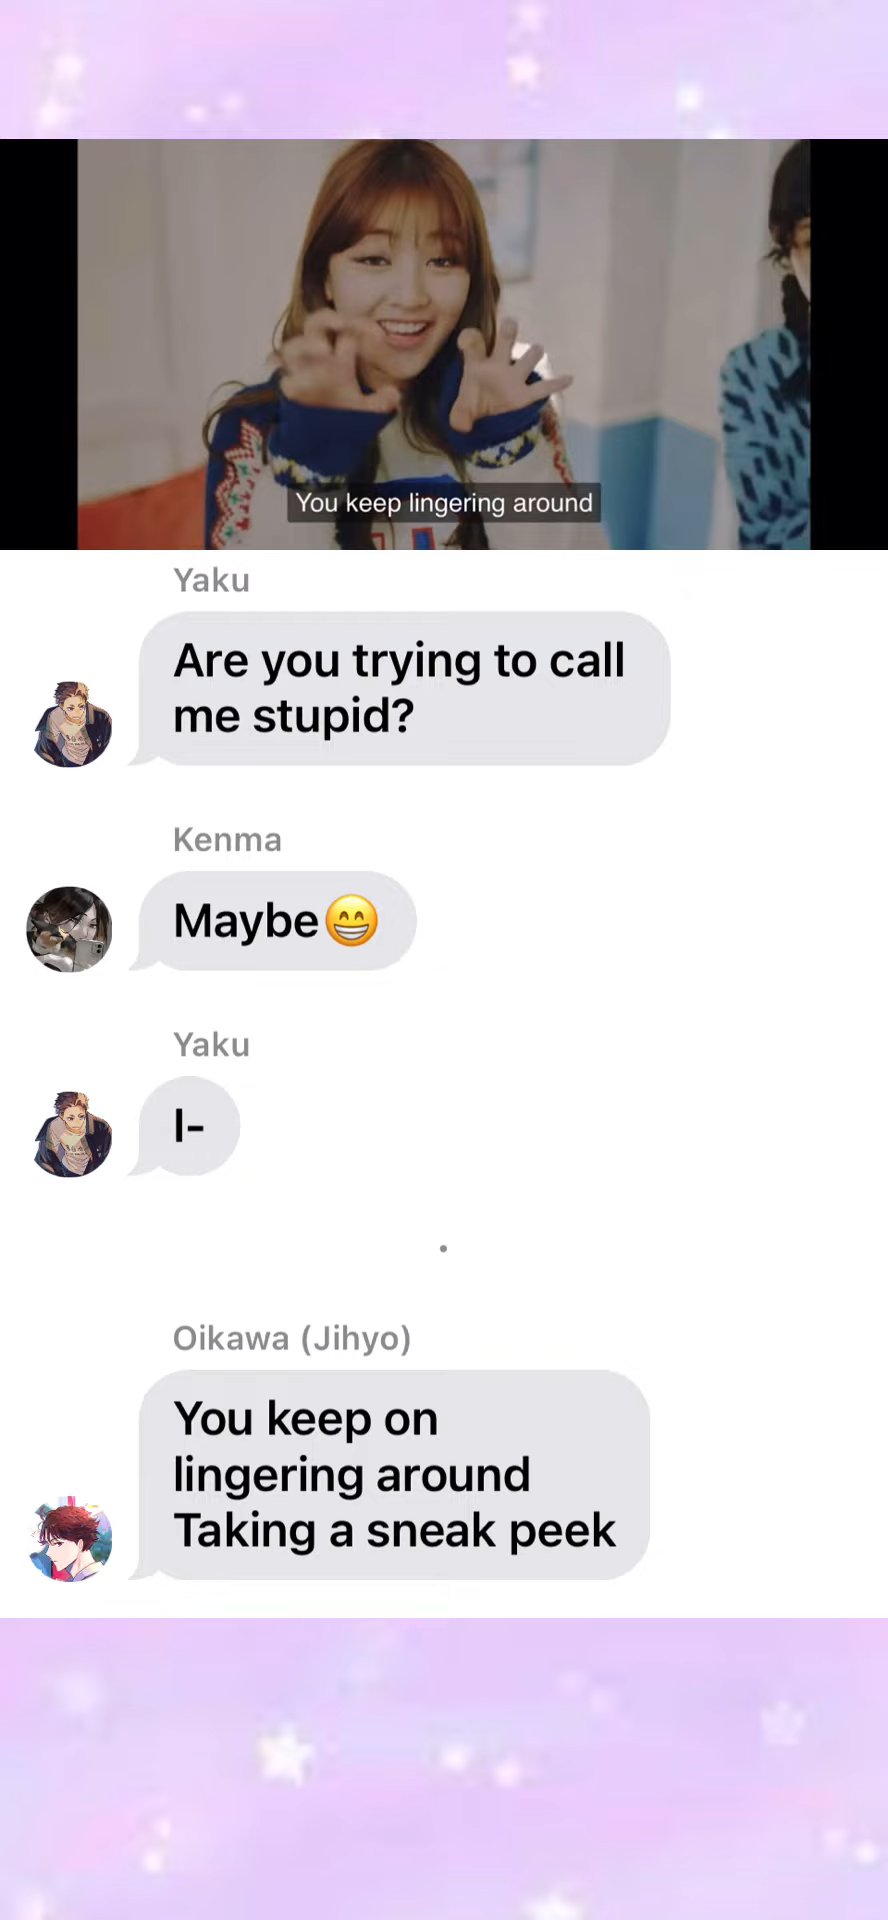 You keep lingering around
Yaku
Are you trying to call
me stupid?
Kenma
Maybe😁
Yaku
I-
Oikawa (Jihyo)
You keep on
lingering around
Taking a sneak peek